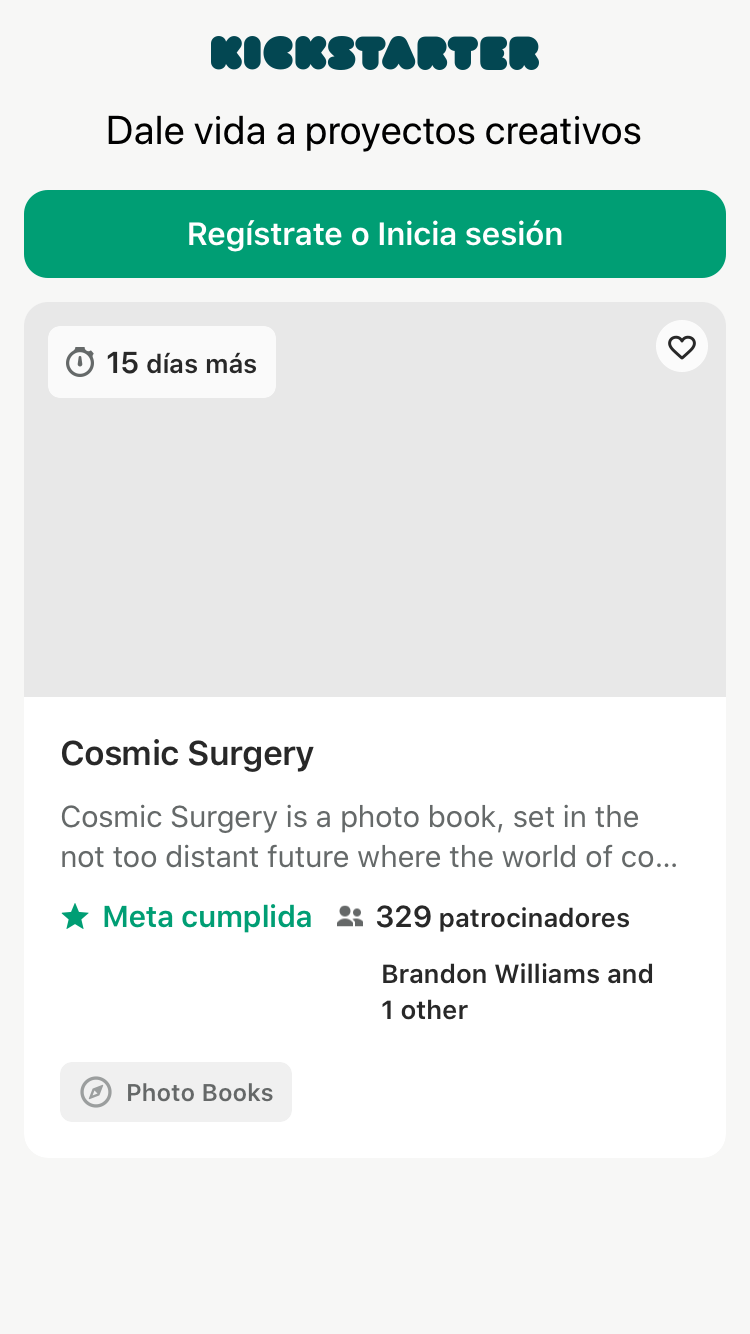 KICKSTARTER
Dale vida a proyectos creativos
Regístrate o Inicia sesión
15 días más
Cosmic Surgery
Cosmic Surgery is a photo book, set in the
not too distant future where the world of co...
Meta cumplida
329 patrocinadores
Brandon Williams and
1 other
Photo Books